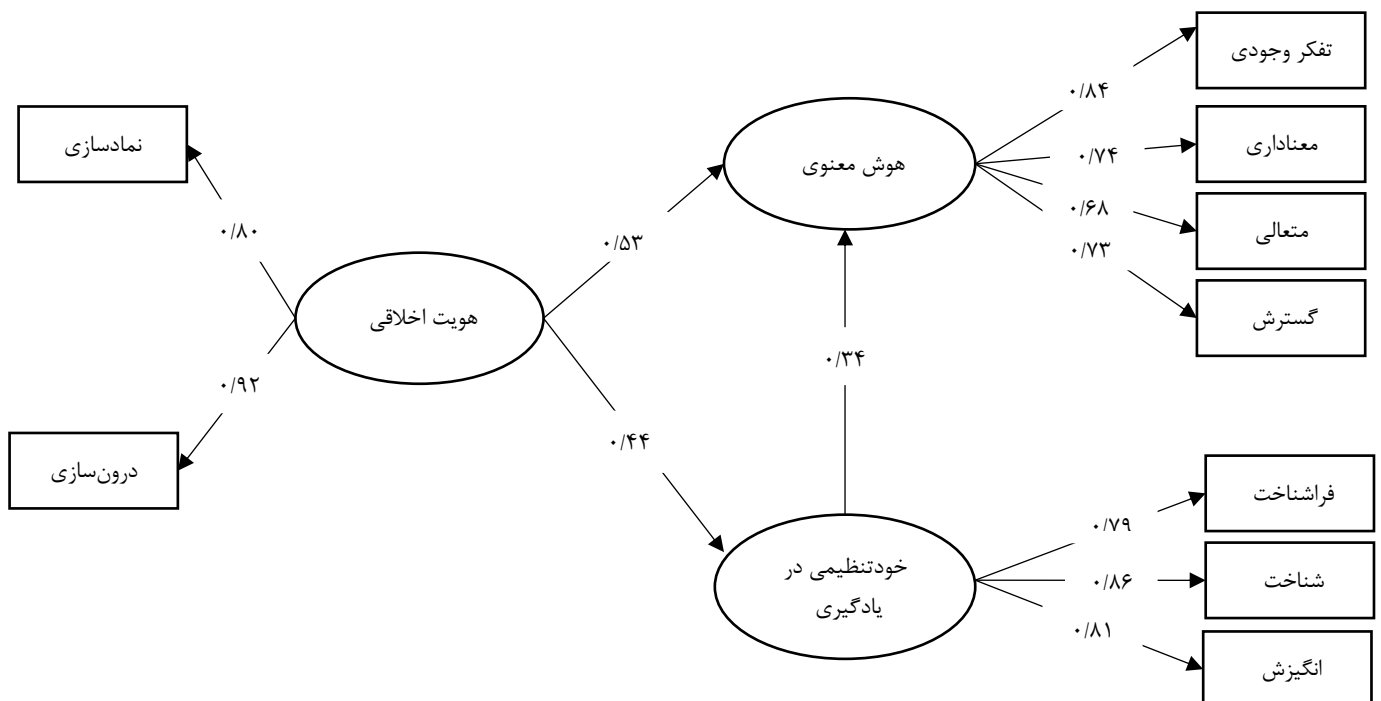 تفکر وجودی
۰/۸۴
نمادسازی
معناداری
هوش معنوی
۰/۷۴
۰/۶۸
متعالی
۰/۸۰
۰/۵۳
۰/۷۳
هویت اخلاقی
گسترش
۰/۳۴
۰/۹۲
۰/۴۴
درون‌سازی
فراشناخت
۰/۷۹
خودتنظیمی در
یادگیری
شناخت
۰/۸۶
۰/۸۱
انگیزش